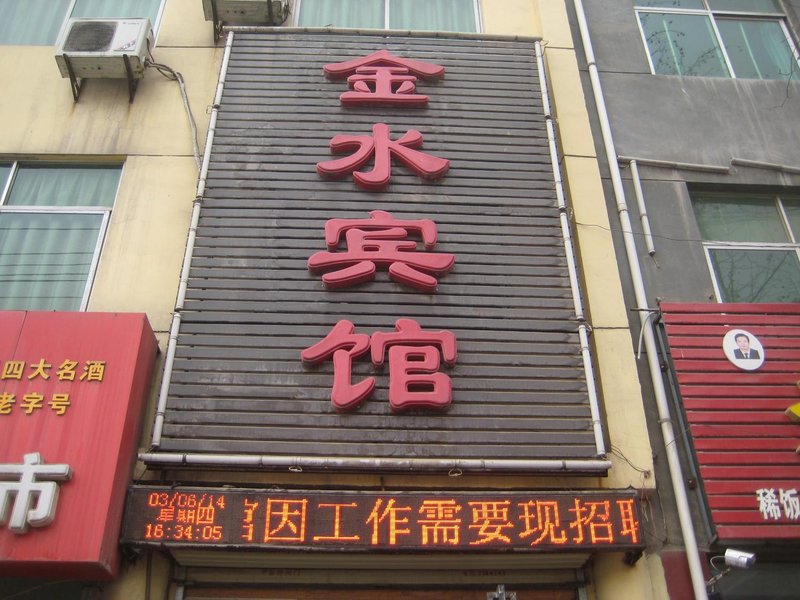 金水宾馆
四大名酒
老字号
市
稀饭
03/06/14
星期四
16:34:05
因工作需要现招聘